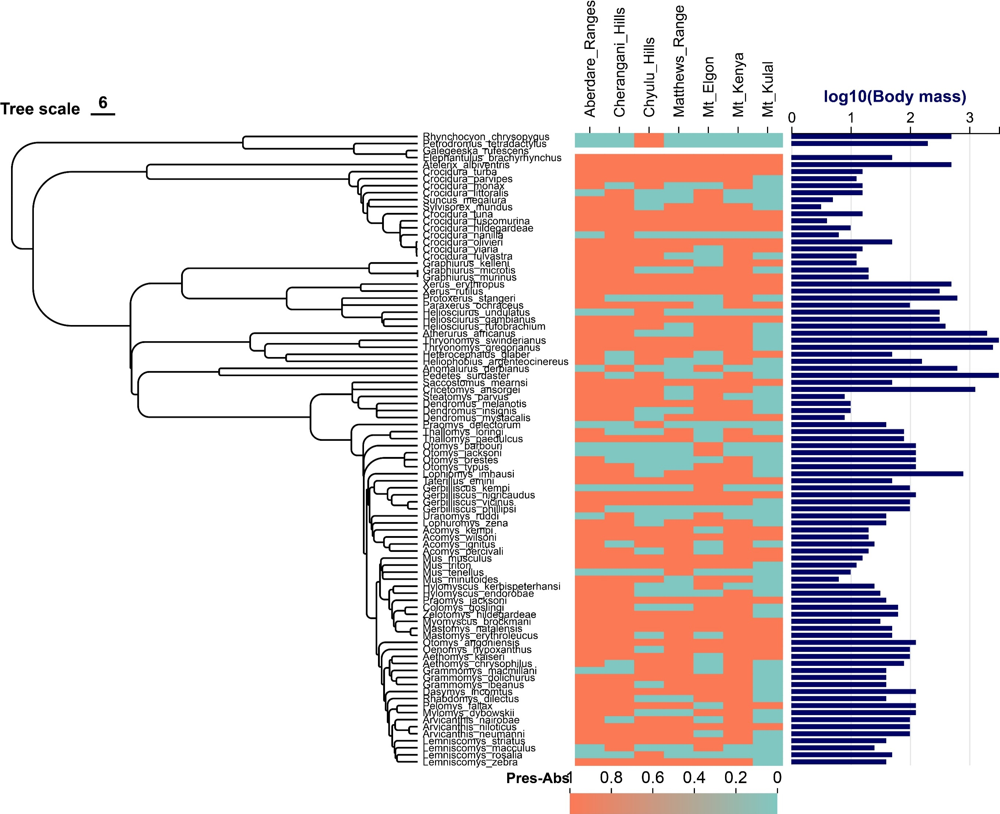 Aberdare_Ranges
Cherangani_Hills
Chyulu_Hills
Matthews_Range
Mt_Elgon
Mt_Kenya
Mt_Kulal
log10(Body mass)
Tree scale 6
0 1 2 3
Rhynchocyon_chrysopygus
Petrodromus_tetradactylus
Galegeeska_rufescens
Elephantulus_brachyrhynchus
Atelerix_albiventris
Crocidura_turba
Crocidura_parvipes
Crocidura_monax
Crocidura_littoralis
Suncus_megalura
Sylvisorex_mundus
Crocidura_luna
Crocidura_fuscomurina
Crocidura_hildegardeae
Crocidura_nanilla
Crocidura_olivieri
Crocidura_viaria
Crocidura_fulvastra
Graphiurus_kelleni
Graphiurus_microtis
Graphiurus_murinus
Xerus_erythropus
Xerus_rutilus
Protoxerus_stangeri
Paraxerus_ochraceus
Heliosciurus_undulatus
Heliosciurus_gambianus
Heliosciurus_rufobrachium
Atherurus_africanus
Thryonomys_swinderianus
Thryonomys_gregorianus
Heterocephalus_glaber
Heliophobius_argenteocinereus
Anomalurus_derbianus
Pedetes_surdaster
Saccostomus_mearnsi
Cricetomys_ansorgei
Steatomys_parvus
Dendromus_melanotis
Dendromus_insignis
Dendromus_mystacalis
Praomys_delectorum
Thallomys_loringi
Thallomys_paedulcus
Otomys_barbouri
Otomys_jacksoni
Otomys_orestes
Otomys_typus
Lophiomys_imhausi
Taterillus_emini
Gerbilliscus_kempi
Gerbilliscus_nigricaudus
Gerbilliscus_vicinus
Gerbilliscus_phillipsi
Uranomys_ruddi
Lophuromys_zena
Acomys_kempi
Acomys_wilsoni
Acomys_ignitus
Acomys_percivali
Mus_musculus
Mus_triton
Mus_tenellus
Mus_minutoides
Hylomyscus_kerbispeterhansi
Hylomyscus_endorobae
Praomys_jacksoni
Colomys_goslingi
Zelotomys_hildegardeae
Myomyscus_brockmani
Mastomys_natalensis
Mastomys_erythroleucus
Otomys_angoniensis
Oenomys_hypoxanthus
Aethomys_kaiseri
Aethomys_chrysophilus
Grammomys_macmillani
Grammomys_dolichurus
Grammomys_ibeanus
Dasymys_incomtus
Rhabdomys_dilectus
Pelomys_fallax
Mylomys_dybowskii
Arvicanthis_nairobae
Arvicanthis_niloticus
Arvicanthis_neumanni
Lemniscomys_striatus
Lemniscomys_macculus
Lemniscomys_rosalia
Lemniscomys_zebra
Pres-Abs 1 0.8 0.6 0.4 0.2 0